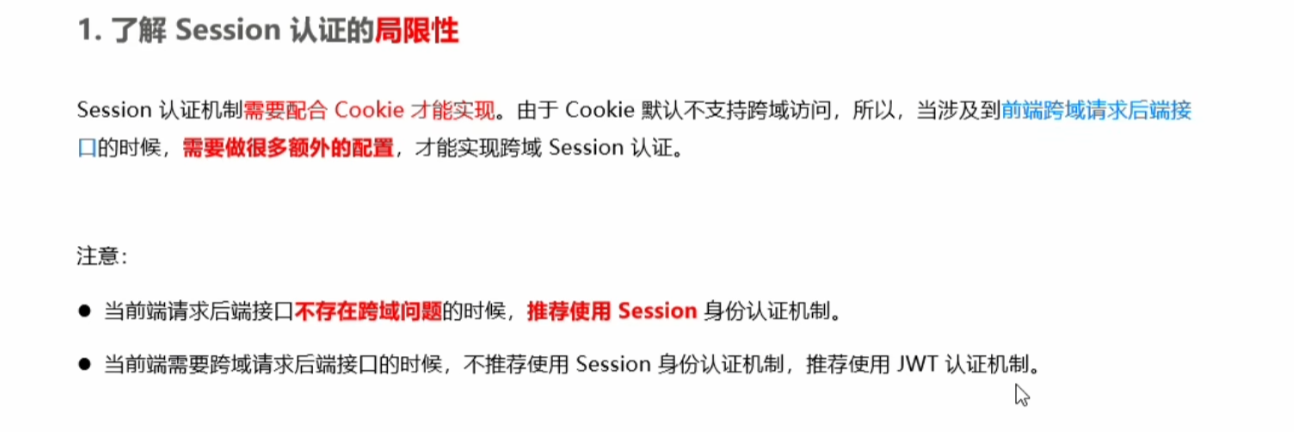 1. 了解 Session 认证的局限性
Session 认证机制需要配合 Cookie 才能实现。由于 Cookie 默认不支持跨域访问，所以，当涉及到前端跨域请求后端接
口的时候，需要做很多额外的配置，才能实现跨域 Session 认证。
注意：
● 当前端请求后端接口不存在跨域问题的时候，推荐使用 Session 身份认证机制。
● 当前端需要跨域请求后端接口的时候，不推荐使用 Session 身份认证机制，推荐使用 JWT 认证机制。